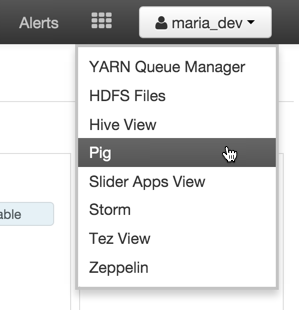 Alerts
maria_dev
YARN Queue Manager
HDFS Files
Hive View
Pig
Slider Apps View
able
Storm
Tez View
Zeppelin